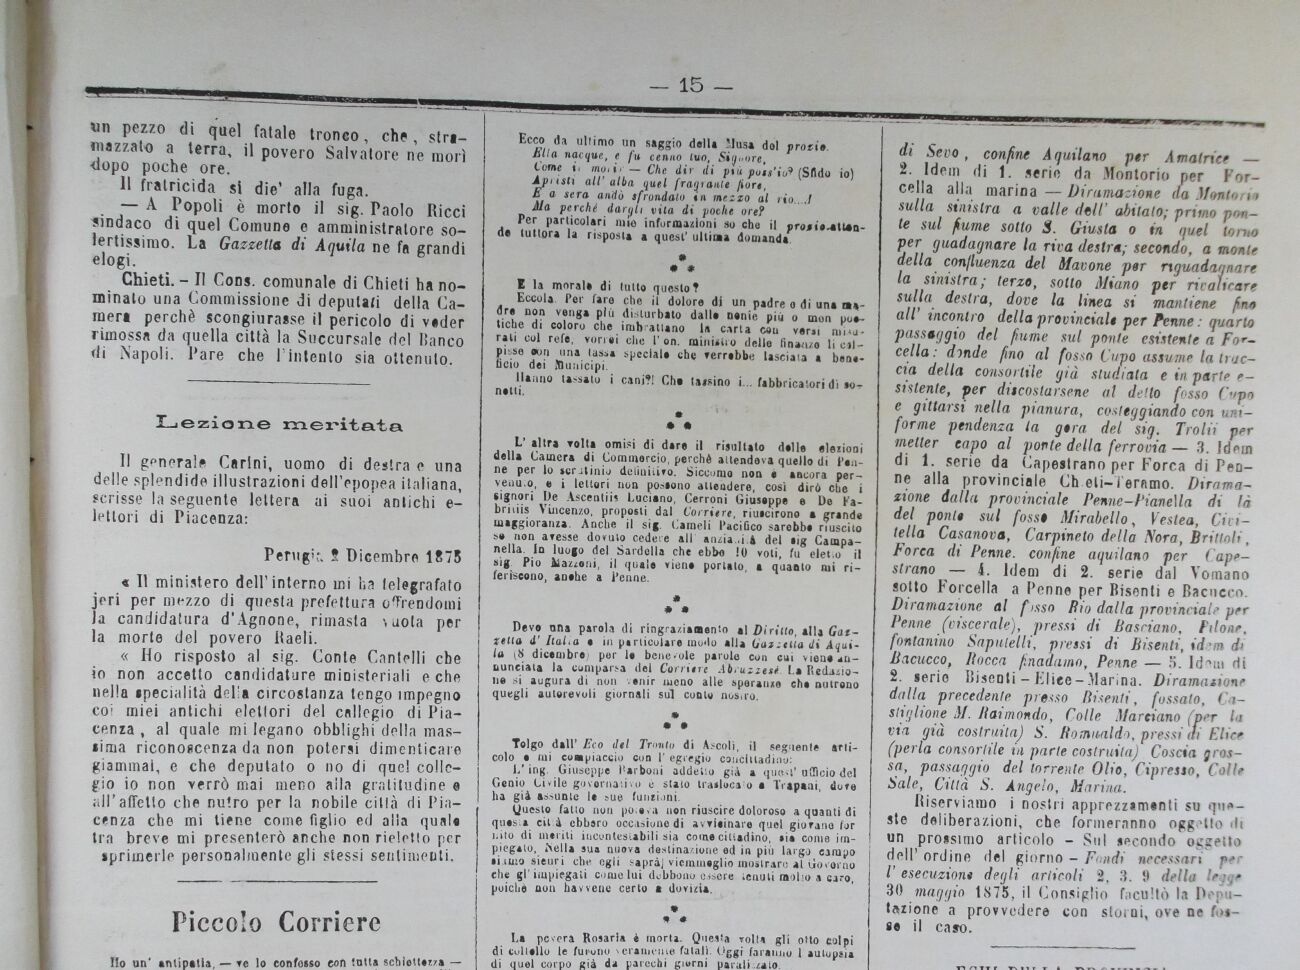 — 15 —
un pezzo di quel fatale tronco, che, stra-
mazzato a terra, il povero Salvatore ne morì
dopo poche ore.
Il fratricida si die' alla fuga.
— A Popoli è morto il sig. Paolo Ricci
sindaco di quel Comune e amministratore so-
lertissimo. La Gazzetta di Aquila ne fa grandi
elogi.
Chieti. – Il Cons. comunale di Chieti ha no-
minato una Commissione di deputati della Ca-
mera perchè scongiurasse il pericolo di veder
rimossa da quella città la Succursale del Banco
di Napoli. Pare che l'intento sia ottenuto.
Lezione meritata
Il generale Carini, uomo di destra e una
delle splendide illustrazioni dell'epopea italiana,
scrisse la seguente lettera ai suoi antichi e-
lettori di Piacenza:
Perugia 2 Dicembre 1875
« Il ministero dell'interno mi ha telegrafato
jeri per mezzo di questa prefettura offrendomi
la candidatura d'Agnone, rimasta vuota per
la morte del povero Raeli.
« Ho risposto al sig. Conte Cantelli che
io non accetto candidature ministeriali e che
nella specialità della circostanza tengo impegno
coi miei antichi elettori del callegio di Pia-
cenza, al quale mi legano obblighi della mas-
sima riconoscenza da non potersi dimenticare
giammai, e che deputato o no di quel colle-
gio io non verrò mai meno alla gratitudine e
all'affetto che nutro per la nobile città di Pia-
cenza che mi tiene come figlio ed alla quale
tra breve mi presenterò anche non rieletto per
sprimerle personalmente gli stessi sentimenti.
Piccolo Corriere
Ho un' antipatia, — ve lo confesso con tutta schiettezza —
Ecco da ultimo un saggio della Musa del prozio.
Ella nacque, e fu cenno tuo, Signore,
Come i morir — Che dir di più poss'io? (Sfido io)
Apristi all' alba quel fragrante fiore,
E a sera andò sfrondato in mezzo al rio....!
Ma perchè dargli vita di poche ore?
Per particolari mie informazioni so che il prozio atten-
de tuttora la risposta a quest' ultima domanda.
E la morale di tutto questo?
Eccola. Per fare che il dolore di un padre o di una ma-
dre non venga più disturbato dalle nenie più o men poe-
tiche di coloro che imbrattano la carta con versi misu-
rati col refe, vorrei che l'on. ministro delle finanze li col-
pisse con una tassa speciale che verrebbe lasciata a bene-
ficio dei Municipi.
Hanno tassato i cani?! Che tassino i... fabbricatori di so-
netti.
L' altra volta omisi di dare il risultato delle elezioni
della Camera di Commercio, perchè attendeva quello di Pen-
ne per lo scrutinio definitivo. Siccome non è ancora per-
venuto, e i lettori non possono attendere, così dirò che i
signori De Ascentiis Luciano, Cerroni Giuseppe e De Fa-
britiis Vincenzo, proposti dal Corriere, riuscirono a grande
maggioranza. Anche il sig. Cameli Pacifico sarebbe riuscito
se non avesse dovuto cedere all' anzianità del sig Campa-
nella. In luogo del Sardella che ebbe 10 voti, fu eletto il
sig. Pio Mazzoni, il quale viene portato, a quanto mi ri-
feriscono, anche a Penne.
Devo una parola di ringraziamento al Diritto, alla Gaz-
zetta d' Italia e in particolare modo alla Gazzetta di Aqui-
la (8 dicembre) per le benevole parole con cui viene an-
nunciata la comparsa del Corriere Abruzzese. La Redazio-
ne si augura di non venir meno alle speranze che nutrono
quegli autorevoli giornali sul conto nostro.
Tolgo dall' Eco del Tronto di Ascoli, il seguente arti-
colo e mi compiaccio con l'egregio concittadino:
L' ing. Giuseppe Barboni addetto già a quest' ufficio del
Genio Civile governativo è stato traslocato a Trapani, dove
ha già assunte le sue funzioni.
Questo fatto non poteva non riuscire doloroso a quanti di
questa città ebbero occasione di avvicinare quel giovane for
nito di meriti incontestabili sia come cittadino, sia come im-
piegato. Nella sua nuova destinazione ed in più largo campo
siamo sicuri che egli saprà viemmeglio mostrare al Governo
che gl'impiegati come lui debbono essere tenuti molto a caro,
poichè non havvene certo a dovizia.
La povera Rosaria è morta. Questa volta gli otto colpi
di coltello le furono veramente fatali. Oggi faranno l'autopsia
di quel corpo già da parecchi giorni paralizzato.
di Sevo, confine Aquilano per Amatrice —
2. Idem di 1. serie da Montorio per For-
cella alla marina — Diramazione da Montorio
sulla sinistra a valle dell' abitato; primo pon-
te sul fiume sotto S. Giusta o in quel torno
per guadagnare la riva destra; secondo, a monte
della confluenza del Mavone per riguadagnare
la sinistra; terzo, sotto Miano per rivalicare
sulla destra, dove la linea si mantiene fino
all' incontro della provinciale per Penne: quarto
passaggio del fiume sul ponte esistente a For-
cella: donde fino al fosso Cupo assume la trac-
cia della consortile già studiata e in parte e-
sistente, per discostarsene al detto fosso Cupo
e gittarsi nella pianura, costeggiando con uni-
forme pendenza la gora del sig. Trolii per
metter capo al ponte della ferrovia — 3. Idem
di 1. serie da Capestrano per Forca di Pen-
ne alla provinciale Chieti-Teramo. Dirama-
zione dalla provinciale Penne-Pianella di là
del ponte sul fosso Mirabello, Vestea, Civi-
tella Casanova, Carpineto della Nora, Brittoli,
Forca di Penne. confine aquilano per Cape-
strano — 4. Idem di 2. serie dal Vomano
sotto Forcella a Penne per Bisenti e Bacucco.
Diramazione al fosso Rio dalla provinciale per
Penne (viscerale), pressi di Basciano, Pilone,
fontanino Saputelli, pressi di Bisenti, idem di
Bacucco, Rocca finadamo, Penne — 5. Idem di
2. serie Bisenti – Elice – Marina. Diramazione
dalla precedente presso Bisenti, fossato, Ca-
stiglione M. Raimondo, Colle Marciano (per la
via già costruita) S. Romualdo, pressi di Elice
(per la consortile in parte costruita) Coscia gros-
sa, passaggio del torrente Olio, Cipresso, Colle
Sale, Città S. Angelo, Marina.
Riserviamo i nostri apprezzamenti su que-
ste deliberazioni, che formeranno oggetto di
un prossimo articolo – Sul secondo oggetto
dell'ordine del giorno – Fondi necessari per
l'esecuzione degli articoli 2, 3. 9 della legge
30 maggio 1875, il Consiglio facultò la Depu-
tazione a provvedere con storni, ove ne fos-
se il caso.